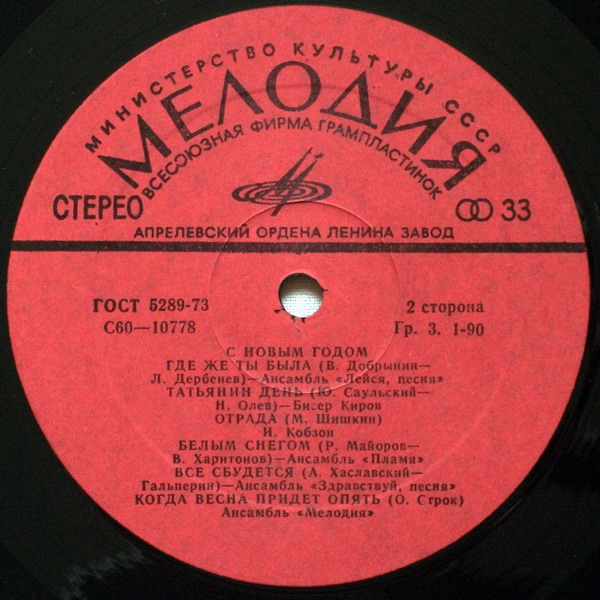 МИНИСТЕРСТВО КУЛЬТУРЫ СССР
МЕЛОДИЯ
ВСЕСОЮЗНАЯ ФИРМА ГРАМПЛАСТИНОК
СТЕРЕО
33
АПРЕЛЕВСКИЙ ОРДЕНА ЛЕНИНА ЗАВОД
ГОСТ 5289-73
2 сторона
С60—10778
Гр. 3. 1-90
С НОВЫМ ГОДОМ
ГДЕ ЖЕ ТЫ БЫЛА (В. Добрынин—
Л. Дербенев)—Ансамбль «Лейся, песня»
ТАТЬЯНИН ДЕНЬ (Ю. Саульский—
Н. Олев)—Бисер Киров
ОТРАДА (М. Шишкин)
И. Кобзон
БЕЛЫМ СНЕГОМ (Р. Майоров—
В. Харитонов)—Ансамбль «Пламя»
ВСЕ СБУДЕТСЯ (А. Хаславский—
Гальперин)—Ансамбль «Здравствуй, песня»
КОГДА ВЕСНА ПРИДЕТ ОПЯТЬ (О. Строк)
Ансамбль «Мелодия»